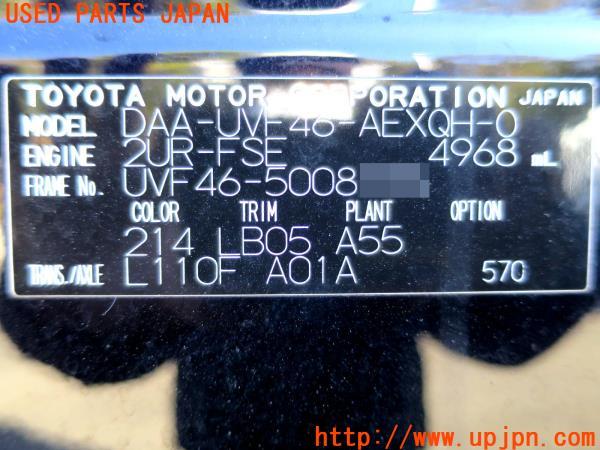 USED PARTS JAPAN
TOYOTA MOTOR CORPORATION JAPAN
MODEL DAA-UVF46-AEXQH-O
ENGINE 2UR-FSE 4968 mL
FRAME No. UVF46-5008
COLOR TRIM PLANT OPTION
214 LB05 A55
TRANS./AXLE L110F A01A 570
http://www.upjpn.com/